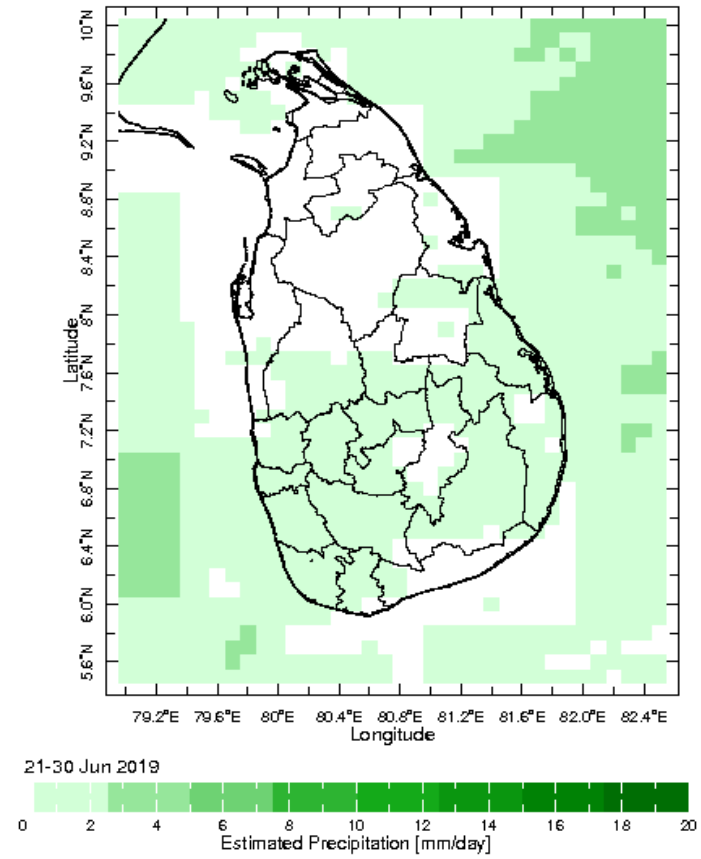 10°N
9.6°N
9.2°N
8.8°N
8.4°N
8°N
7.6°N
7.2°N
6.8°N
6.4°N
6.0°N
5.6°N
Latitude
79.2°E 79.6°E 80°E 80.4°E 80.8°E 81.2°E 81.6°E 82.0°E 82.4°E
Longitude
21-30 Jun 2019
0 2 4 6 8 10 12 14 16 18 20
Estimated Precipitation [mm/day]